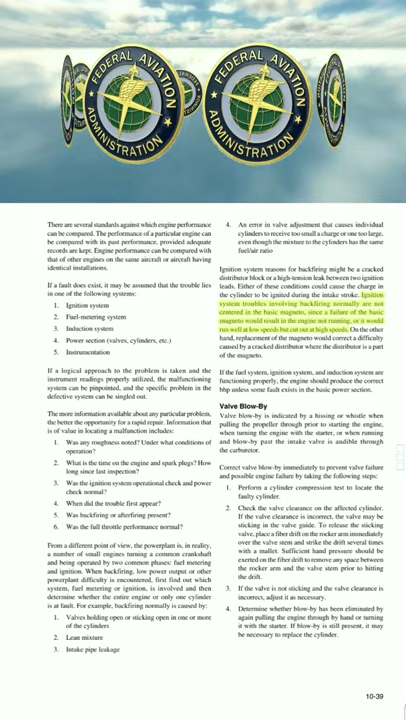 FEDERAL AVIATION
ADMINISTRATION
FEDERAL AVIATION
ADMINISTRATION
There are several standards against which engine performance
can be compared. The performance of a particular engine can
be compared with its past performance, provided adequate
records are kept. Engine performance can be compared with
that of other engines on the same aircraft or aircraft having
identical installations.
If a fault does exist, it may be assumed that the trouble lies
in one of the following systems:
1. Ignition system
2. Fuel-metering system
3. Induction system
4. Power section (valves, cylinders, etc.)
5. Instrumentation
If a logical approach to the problem is taken and the
instrument readings properly utilized, the malfunctioning
system can be pinpointed, and the specific problem in the
defective system can be singled out.
The more information available about any particular problem,
the better the opportunity for a rapid repair. Information that
is of value in locating a malfunction includes:
1. Was any roughness noted? Under what conditions of
operation?
2. What is the time on the engine and spark plugs? How
long since last inspection?
3. Was the ignition system operational check and power
check normal?
4. When did the trouble first appear?
5. Was backfiring or afterfiring present?
6. Was the full throttle performance normal?
From a different point of view, the powerplant is, in reality,
a number of small engines turning a common crankshaft
and being operated by two common phases: fuel metering
and ignition. When backfiring, low power output or other
powerplant difficulty is encountered, first find out which
system, fuel metering or ignition, is involved and then
determine whether the entire engine or only one cylinder
is at fault. For example, backfiring normally is caused by:
1. Valves holding open or sticking open in one or more
of the cylinders
2. Lean mixture
3. Intake pipe leakage
4. An error in valve adjustment that causes individual
cylinders to receive too small a charge or one too large,
even though the mixture to the cylinders has the same
fuel/air ratio
Ignition system reasons for backfiring might be a cracked
distributor block or a high-tension leak between two ignition
leads. Either of these conditions could cause the charge in
the cylinder to be ignited during the intake stroke. Ignition
system troubles involving backfiring normally are not
centered in the basic magneto, since a failure of the basic
magneto would result in the engine not running, or it would
run well at low speeds but cut out at high speeds. On the other
hand, replacement of the magneto would correct a difficulty
caused by a cracked distributor where the distributor is a part
of the magneto.
If the fuel system, ignition system, and induction system are
functioning properly, the engine should produce the correct
bhp unless some fault exists in the basic power section.
Valve Blow-By
Valve blow-by is indicated by a hissing or whistle when
pulling the propeller through prior to starting the engine,
when turning the engine with the starter, or when running
and blow-by past the intake valve is audible through
the carburetor.
Correct valve blow-by immediately to prevent valve failure
and possible engine failure by taking the following steps:
1. Perform a cylinder compression test to locate the
faulty cylinder.
2. Check the valve clearance on the affected cylinder.
If the valve clearance is incorrect, the valve may be
sticking in the valve guide. To release the sticking
valve, place a fiber drift on the rocker arm immediately
over the valve stem and strike the drift several times
with a mallet. Sufficient hand pressure should be
exerted on the fiber drift to remove any space between
the rocker arm and the valve stem prior to hitting
the drift.
3. If the valve is not sticking and the valve clearance is
incorrect, adjust it as necessary.
4. Determine whether blow-by has been eliminated by
again pulling the engine through by hand or turning
it with the starter. If blow-by is still present, it may
be necessary to replace the cylinder.
10-39